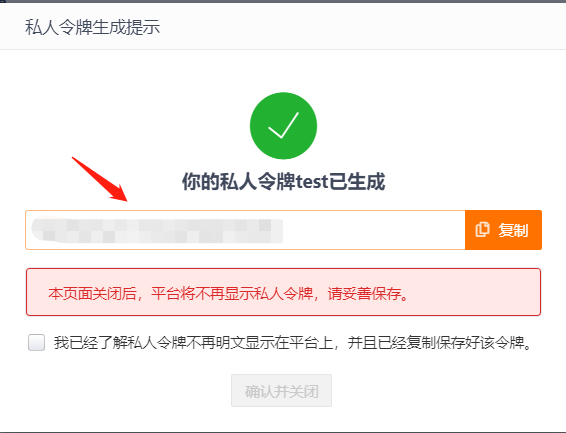 私人令牌生成提示
你的私人令牌test已生成
复制
本页面关闭后，平台将不再显示私人令牌，请妥善保存。
我已经了解私人令牌不再明文显示在平台上，并且已经复制保存好该令牌。
确认并关闭